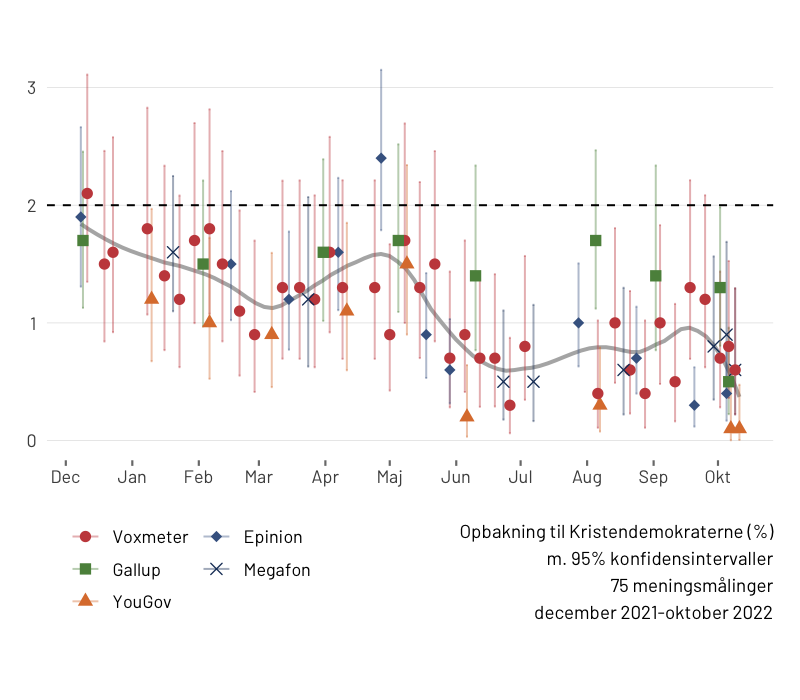 3
2
1
0
Dec Jan Feb Mar Apr Maj Jun Jul Aug Sep Okt
Voxmeter Epinion
Gallup Megafon
YouGov
Opbakning til Kristendemokraterne (%)
m. 95% konfidensintervaller
75 meningsmålinger
december 2021-oktober 2022